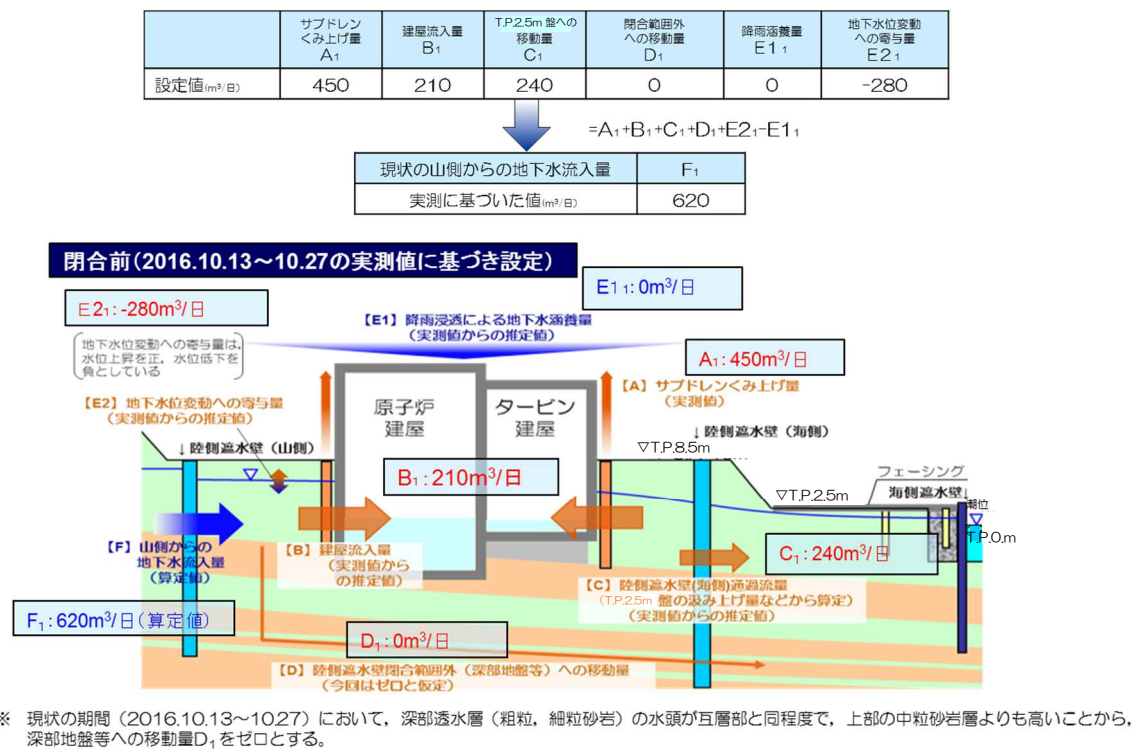 サブドレン
くみ上げ量
A₁
建屋流入量
B₁
T.P.2.5m 盤への
移動量
C₁
閉合範囲外
への移動量
D₁
降雨涵養量
E1₁
地下水位変動
への寄与量
E2₁
設定値(m³/日) 450 210 240 0 0 -280
=A₁+B₁+C₁+D₁+E2₁-E1₁
現状の山側からの地下水流入量 F₁
実測に基づいた値(m³/日) 620
閉合前(2016.10.13～10.27の実測値に基づき設定)
E2₁:-280m³/日
E1₁:0m³/日
地下水位変動への寄与量は,
水位上昇を正，水位低下を
負としている
【E1】降雨浸透による地下水涵養量
(実測値からの推定値)
A₁:450m³/日
【A】サブドレンくみ上げ量
(実測値)
【E2】地下水位変動への寄与量
(実測値からの推定値)
原子炉
建屋
タービン
建屋
↓陸側遮水壁（山側）
↓陸側遮水壁（海側）
▽T.P.8.5m
B₁:210m³/日
フェーシング
海側遮水壁↓
▽T.P.2.5m
潮位
T.P.O.m
【F】山側からの
地下水流入量
(算定値)
【B】建屋流入量
(実測値から
の推定値)
C₁:240m³/日
【C】陸側遮水壁(海側)通過流量
(T.P.2.5m 盤の汲み上げ量などから算定)
(実測値からの推定値)
F₁:620m³/日(算定値)
D₁:0m³/日
【D】陸側遮水壁閉合範囲外（深部地盤等）への移動量
(今回はゼロと仮定)
※ 現状の期間（2016.10.13～10.27）において，深部透水層（粗粒，細粒砂岩）の水頭が互層部と同程度で，上部の中粒砂岩層よりも高いことから，
深部地盤等への移動量D₁をゼロとする。